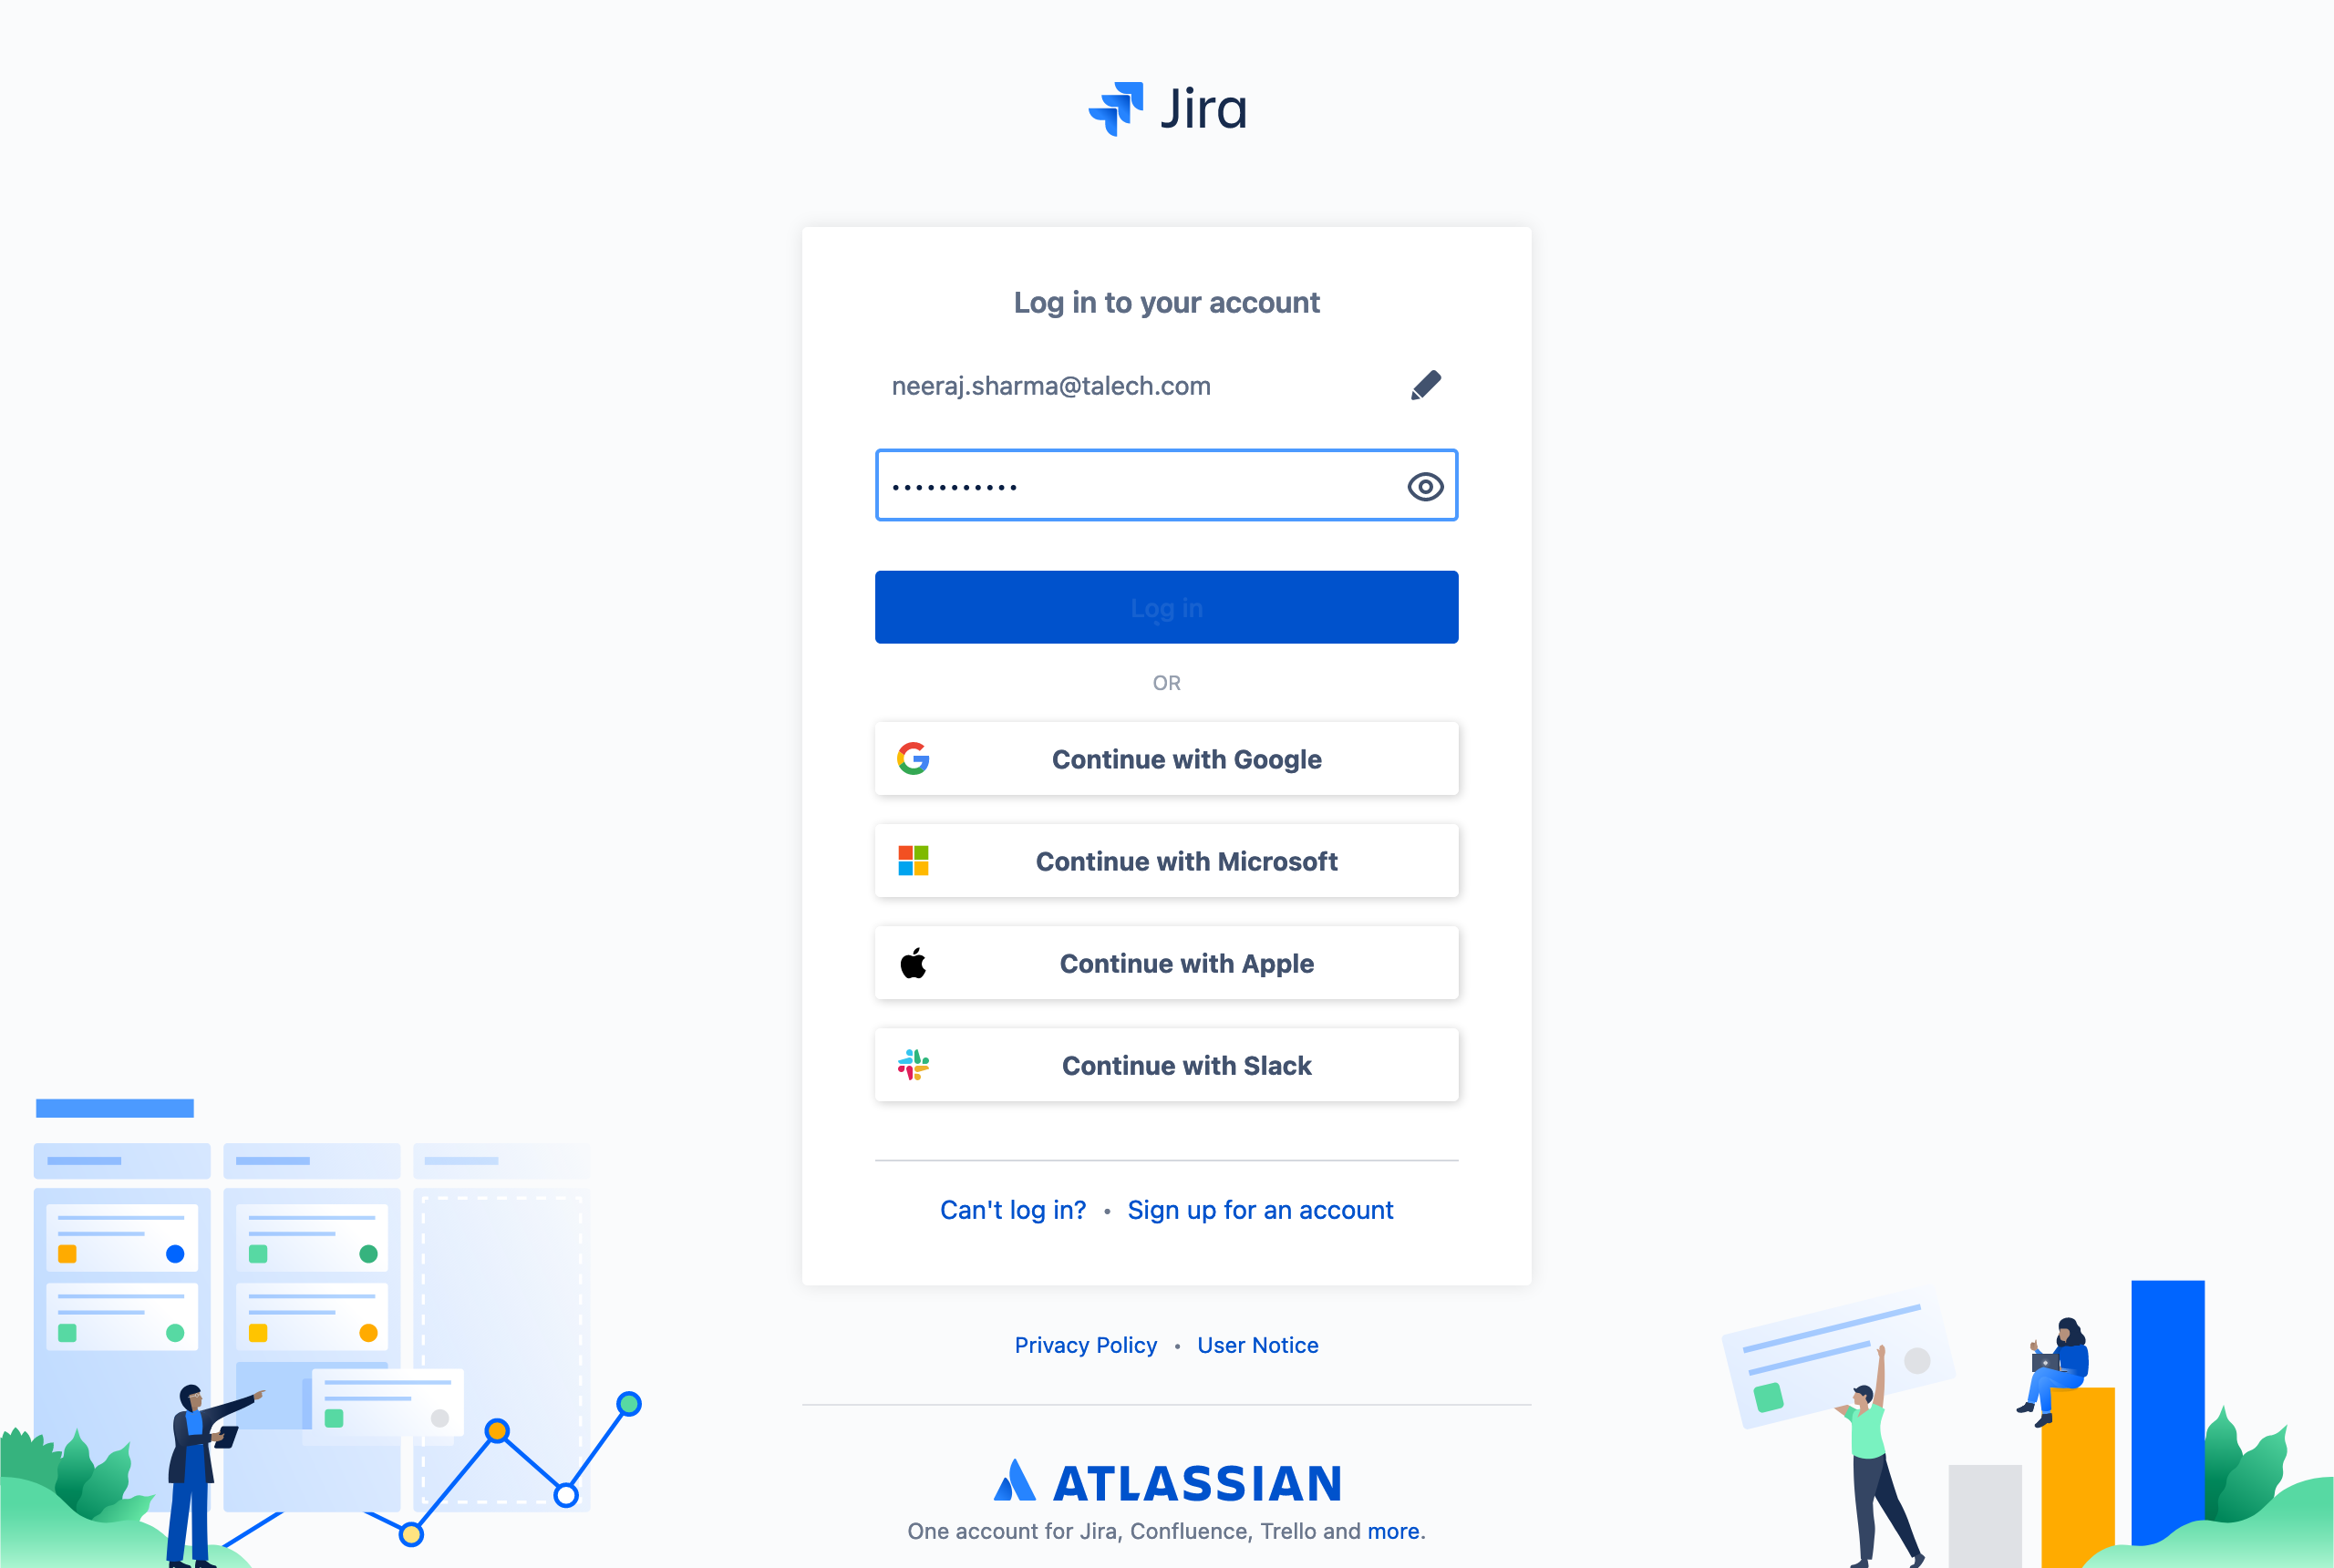 Jira
Log in to your account
neeraj.sharma@talech.com
•••••••••••
Log in
OR
Continue with Google
Continue with Microsoft
Continue with Apple
Continue with Slack
Can't log in? • Sign up for an account
Privacy Policy • User Notice
ATLASSIAN
One account for Jira, Confluence, Trello and more.